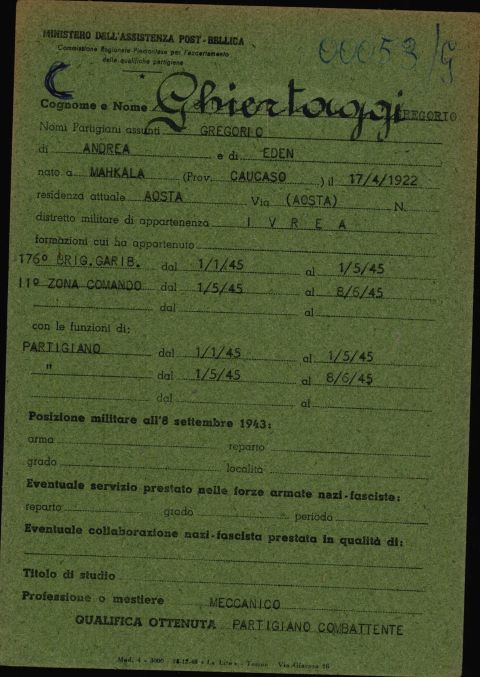 MINISTERO DELL'ASSISTENZA POST-BELLICA
Commissione Regionale Piemontese per l'accertamento
delle qualifiche partigiane
00053/G
C
Cognome e Nome Ghiertaggi GREGORIO
Nomi Partigiani assunti GREGORIO
di ANDREA e di EDEN
nato a MAHKALA (Prov. CAUCASO) il 17/4/1922
residenza attuale AOSTA Via (AOSTA) N.
distretto militare di appartenenza I V R E A
formazioni cui ha appartenuto
176° BRIG.GARIB. dal 1/1/45 al 1/5/45
11° ZONA COMANDO dal 1/5/45 al 8/6/45
dal al
con le funzioni di:
PARTIGIANO dal 1/1/45 al 1/5/45
" dal 1/5/45 al 8/6/45
dal al
Posizione militare all'8 settembre 1943:
arma reparto
grado località
Eventuale servizio prestato nelle forze armate nazi-fasciste:
reparto grado periodo
Eventuale collaborazione nazi-fascista prestata in qualità di:
Titolo di studio
Professione o mestiere MECCANICO
QUALIFICA OTTENUTA PARTIGIANO COMBATTENTE
Mod. 4 - 3000 - «La Lito» - Torino